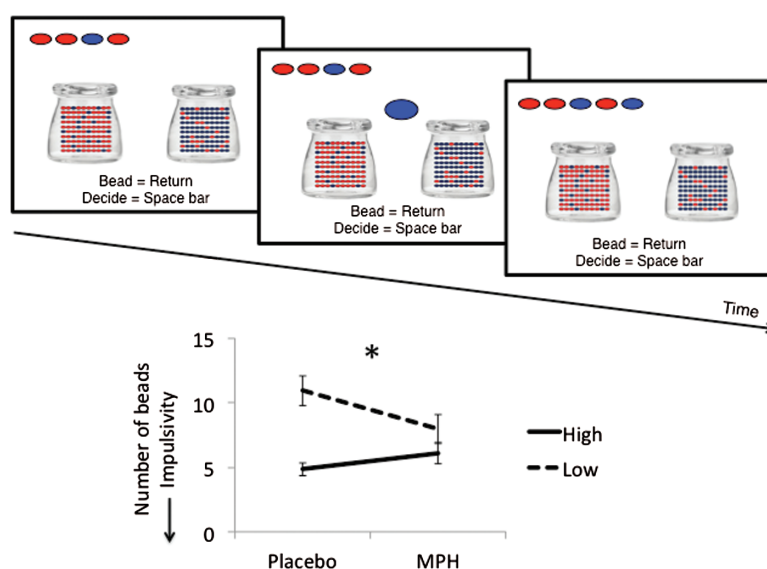 Bead = Return
Decide = Space bar
Bead = Return
Decide = Space bar
Bead = Return
Decide = Space bar
Time
15
10
5
0
Number of beads
Impulsivity
*
High
Low
Placebo
MPH